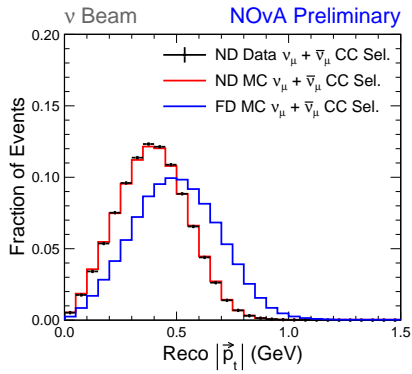 ν Beam NOvA Preliminary
0.20
ND Data ν_μ + ν̄_μ CC Sel.
ND MC ν_μ + ν̄_μ CC Sel.
FD MC ν_μ + ν̄_μ CC Sel.
0.15
0.10
0.05
0.00
Fraction of Events
0.0 0.5 1.0 1.5
Reco |p⃗_t| (GeV)